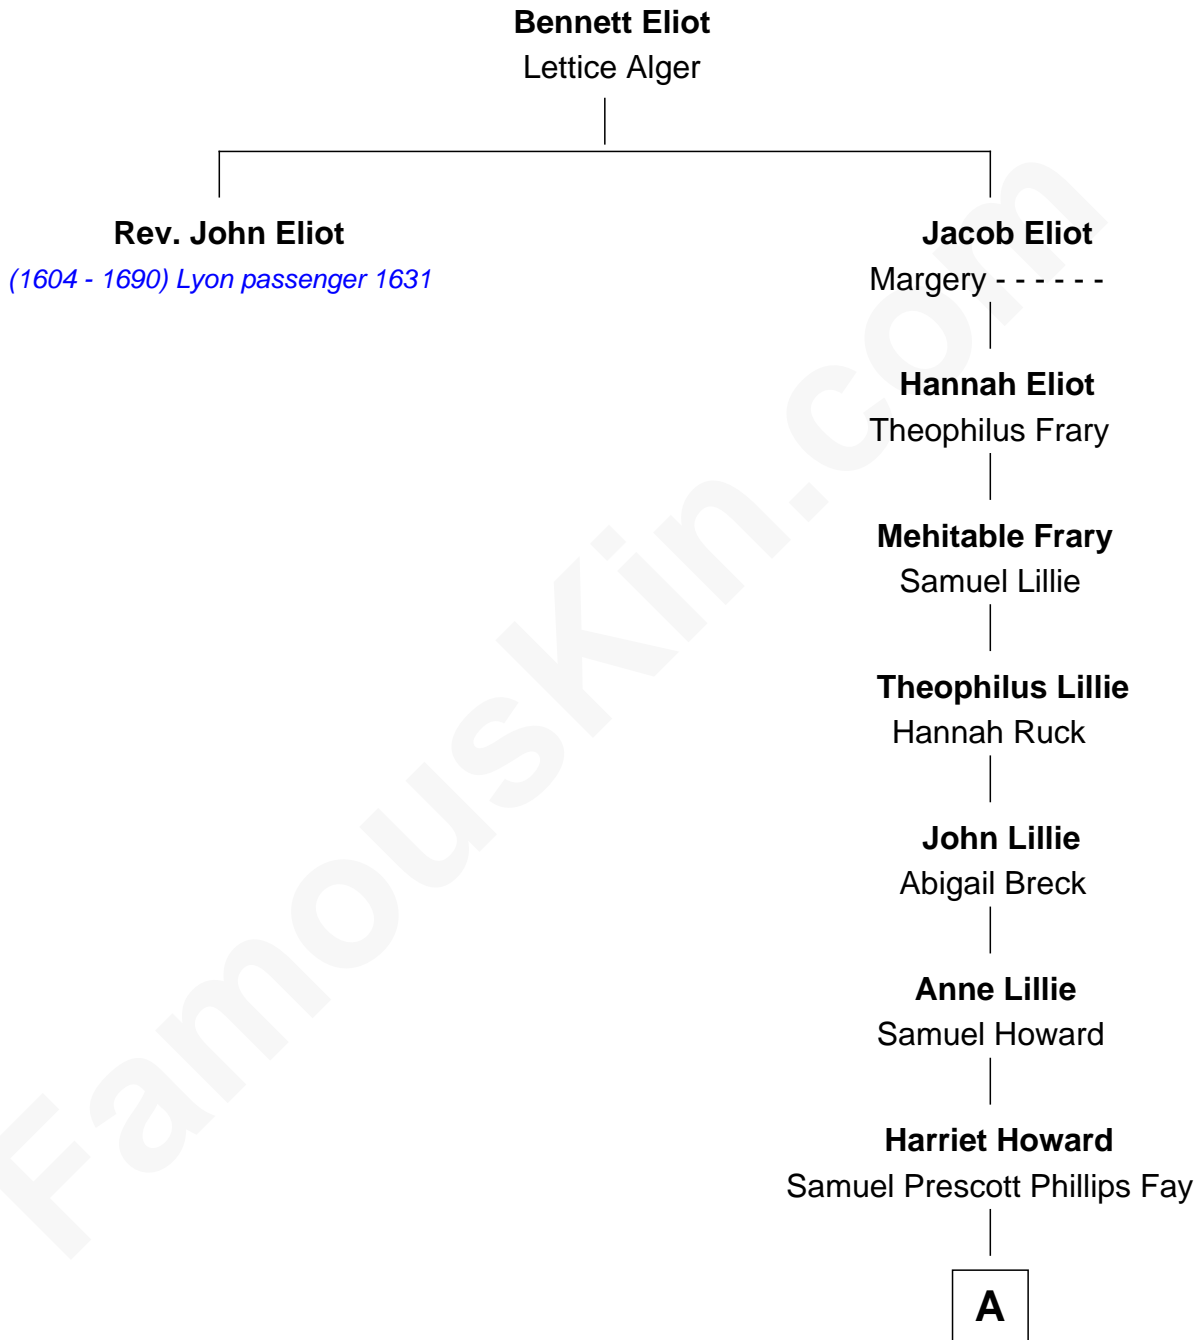 Bennett Eliot
Lettice Alger
Rev. John Eliot
(1604 - 1690) Lyon passenger 1631
Jacob Eliot
Margery - - - - - -
Hannah Eliot
Theophilus Frary
Mehitable Frary
Samuel Lillie
Theophilus Lillie
Hannah Ruck
John Lillie
Abigail Breck
Anne Lillie
Samuel Howard
Harriet Howard
Samuel Prescott Phillips Fay
A
FamousKin.com